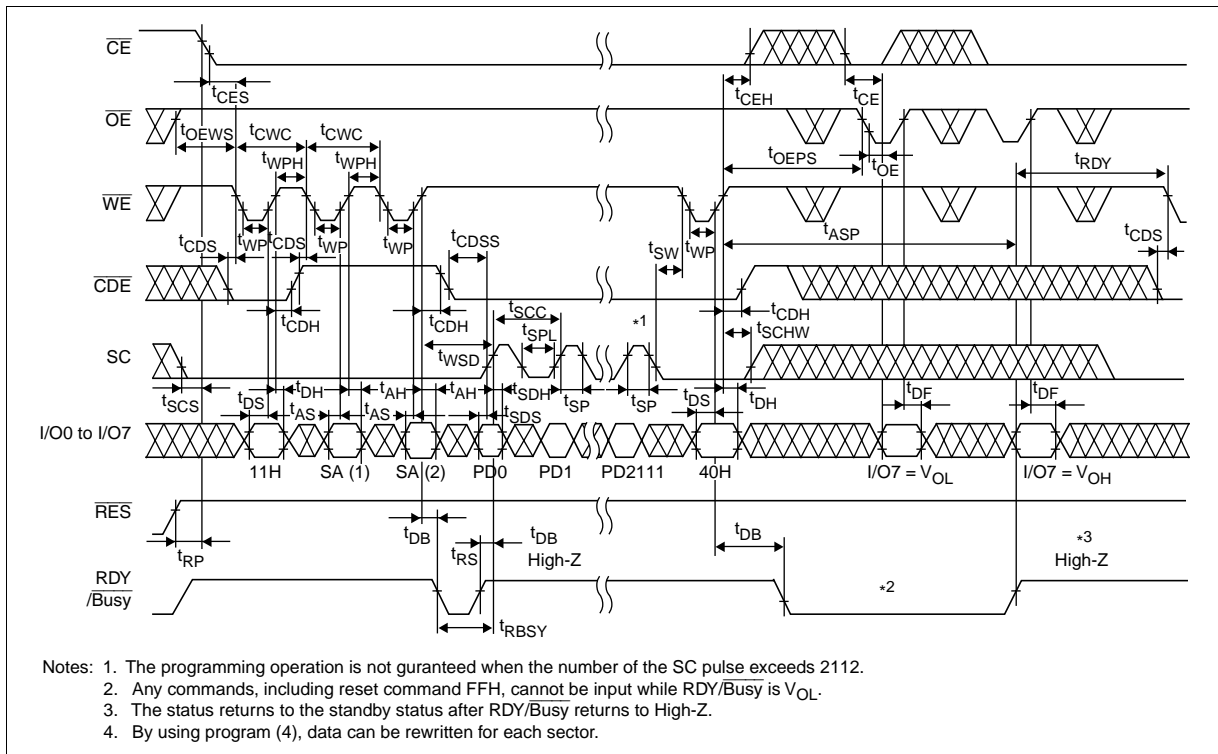 CE
tCES
tCEH
tCE
OE
tOEWS
tCWC
tCWC
tWPH
tWPH
tOEPS
tOE
tRDY
WE
tCDS
tWP
tCDS
tWP
tWP
tCDSS
tSW
tWP
tASP
tCDS
CDE
tCDH
tCDH
tSCC
tSPL
*1
tCDH
tSCHW
SC
tWSD
tSCS
tDS
tDH
tAS
tAH
tAS
tAH
tSDH
tSDS
tSP
tSP
tDS
tDH
tDF
tDF
I/O0 to I/O7
11H
SA (1)
SA (2)
PD0
PD1
PD2111
40H
I/O7 = VOL
I/O7 = VOH
RES
tRP
tDB
tRS
tDB
High-Z
tDB
*3
High-Z
RDY
/Busy
*2
tRBSY
Notes: 1. The programming operation is not guranteed when the number of the SC pulse exceeds 2112.
2. Any commands, including reset command FFH, cannot be input while RDY/Busy is VOL.
3. The status returns to the standby status after RDY/Busy returns to High-Z.
4. By using program (4), data can be rewritten for each sector.